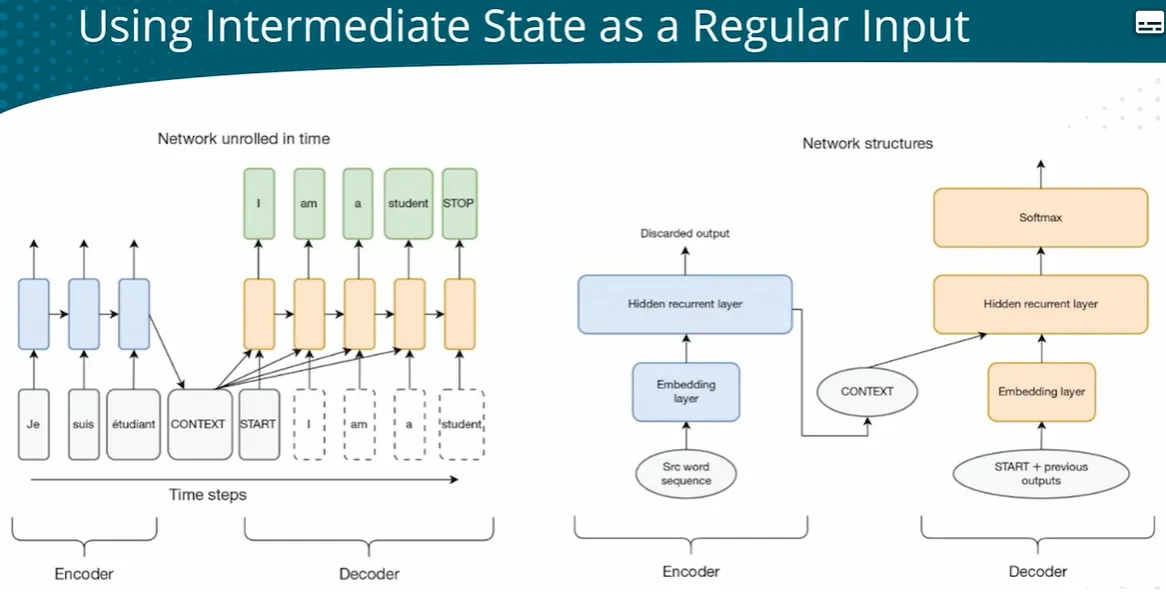 Using Intermediate State as a Regular Input
Network unrolled in time
I am a student STOP
Je suis étudiant CONTEXT START I am a student
Time steps
Encoder
Decoder
Network structures
Softmax
Discarded output
Hidden recurrent layer
Hidden recurrent layer
Embedding
layer
CONTEXT
Embedding layer
Src word
sequence
START + previous
outputs
Encoder
Decoder